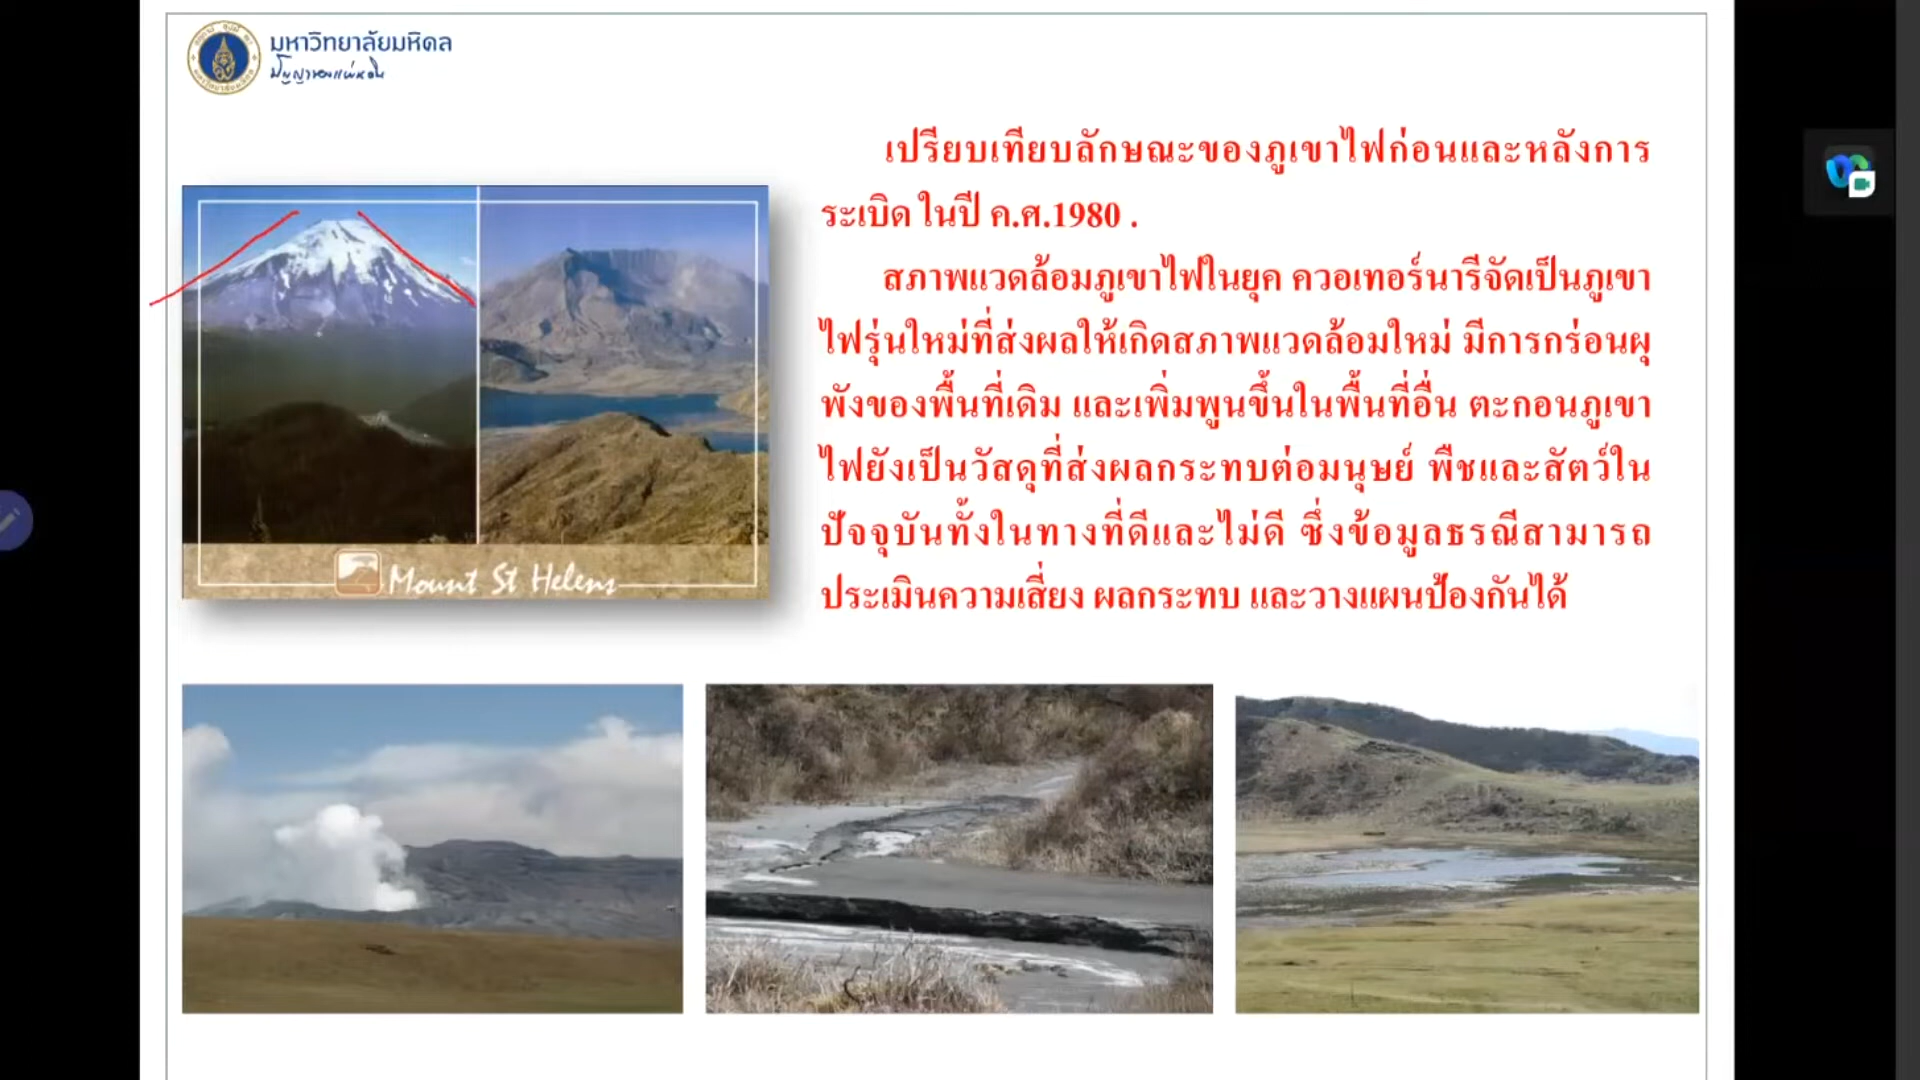 มหาวิทยาลัยมหิดล
ปัญญาของแผ่นดิน
เปรียบเทียบลักษณะของภูเขาไฟก่อนและหลังการ
ระเบิด ในปี ค.ศ.1980 .
สภาพแวดล้อมภูเขาไฟในยุค ควอเทอร์นารีจัดเป็นภูเขา
ไฟรุ่นใหม่ที่ส่งผลให้เกิดสภาพแวดล้อมใหม่ มีการกร่อนผุ
พังของพื้นที่เดิม และเพิ่มพูนขึ้นในพื้นที่อื่น ตะกอนภูเขา
ไฟยังเป็นวัสดุที่ส่งผลกระทบต่อมนุษย์ พืชและสัตว์ใน
ปัจจุบันทั้งในทางที่ดีและไม่ดี ซึ่งข้อมูลธรณีสามารถ
ประเมินความเสี่ยง ผลกระทบ และวางแผนป้องกันได้
Mount St Helens